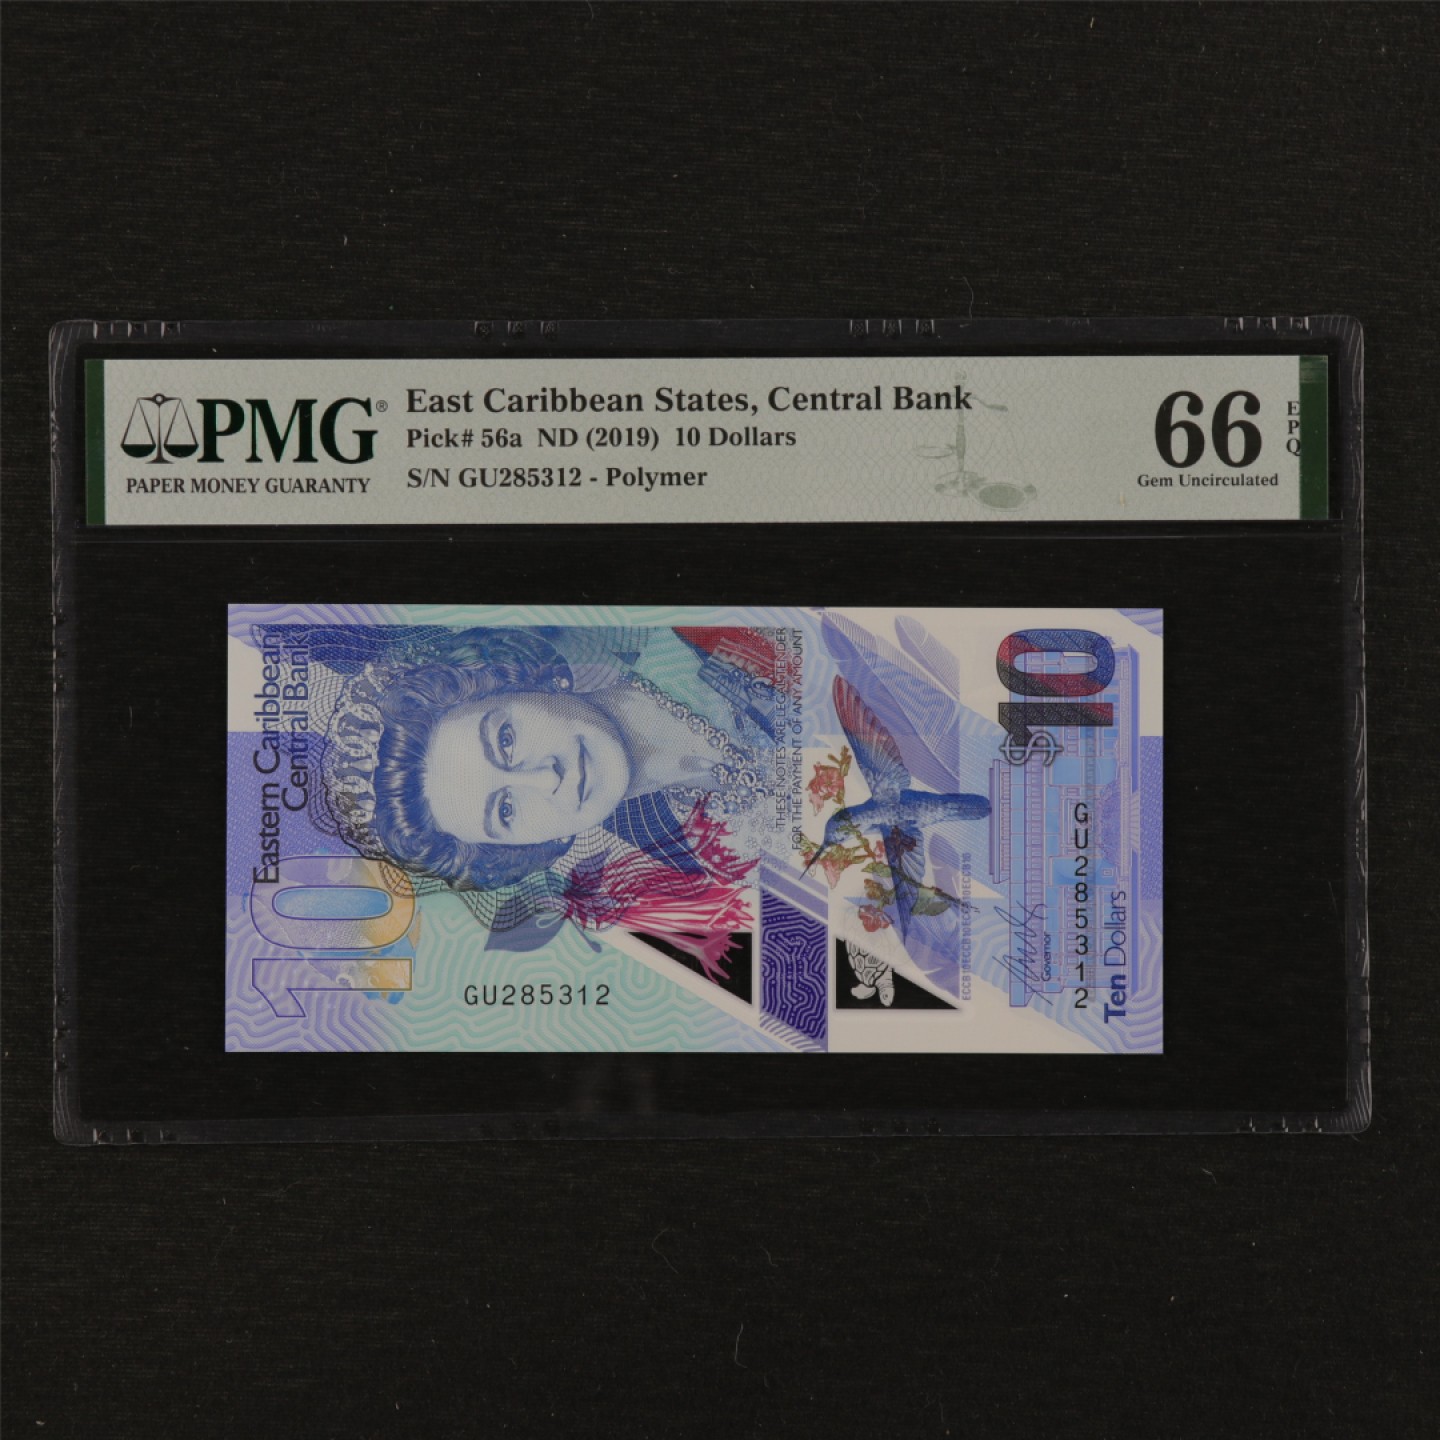 PMG®
PAPER MONEY GUARANTY
East Caribbean States, Central Bank
Pick# 56a ND (2019) 10 Dollars
S/N GU285312 - Polymer
66
EPQ
Gem Uncirculated
Eastern Caribbean
Central Bank
10
THESE NOTES ARE LEGAL TENDER
FOR THE PAYMENT OF ANY AMOUNT
$10
GU285312
GU285312
Governor
Ten Dollars